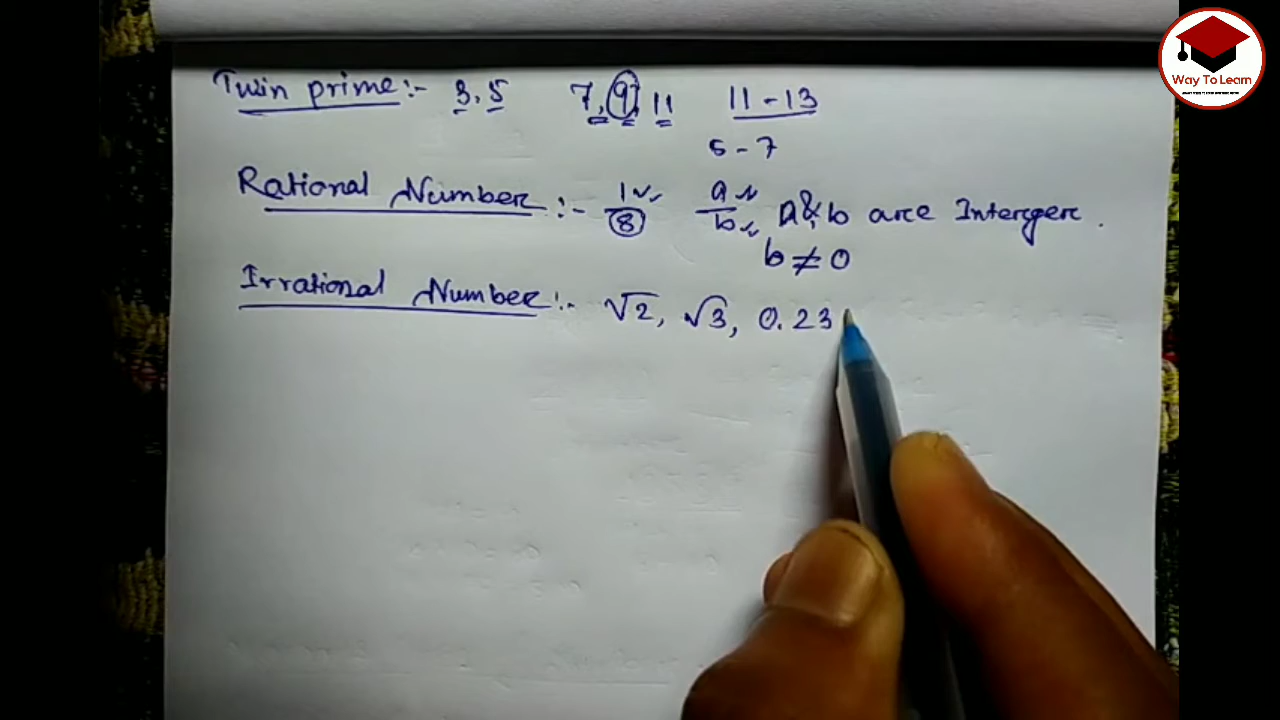 Twin prime :- 3, 5 7, 9, 11 11 - 13
5 - 7
Rational Number :- 1/8 a/b a & b are Interger.
b ≠ 0
Irrational Number :- √2, √3, 0.23
Way To Learn